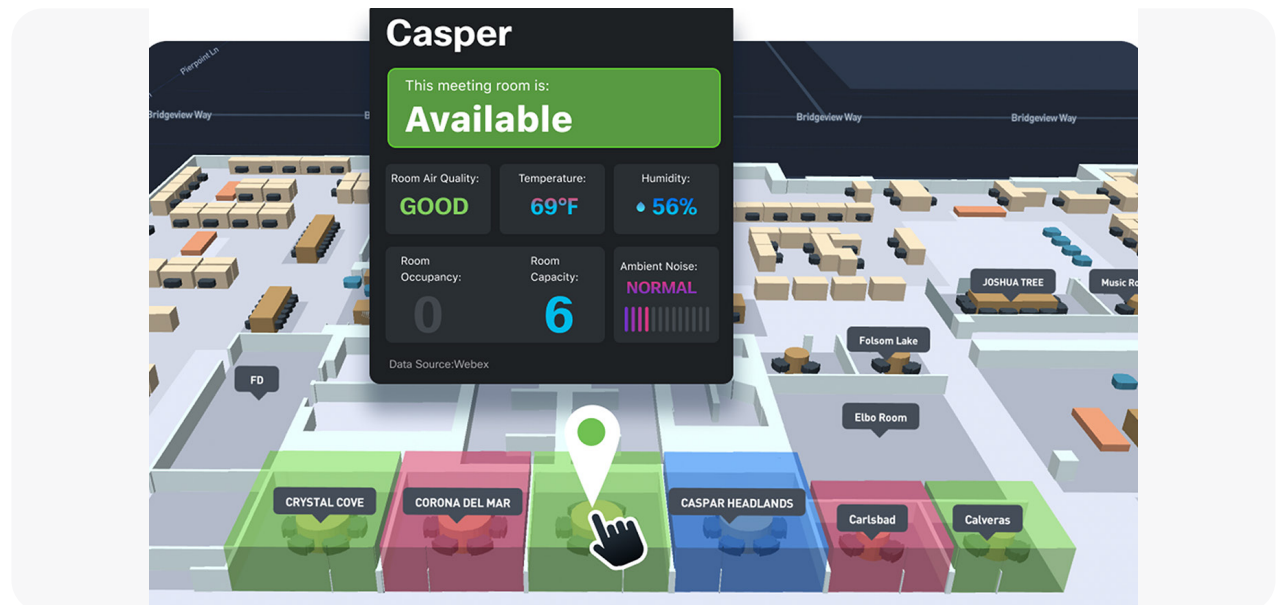 Casper
This meeting room is:
Available
Room Air Quality:
GOOD
Temperature:
69°F
Humidity:
56%
Room
Occupancy:
0
Room
Capacity:
6
Ambient Noise:
NORMAL
Data Source:Webex
Pierpoint Ln
Bridgeview Way
B
Bridgeview Way
Bridgeview Way
JOSHUA TREE
Music Ro
Folsom Lake
FD
Elbo Room
CRYSTAL COVE
CORONA DEL MAR
CASPAR HEADLANDS
Carlsbad
Calveras